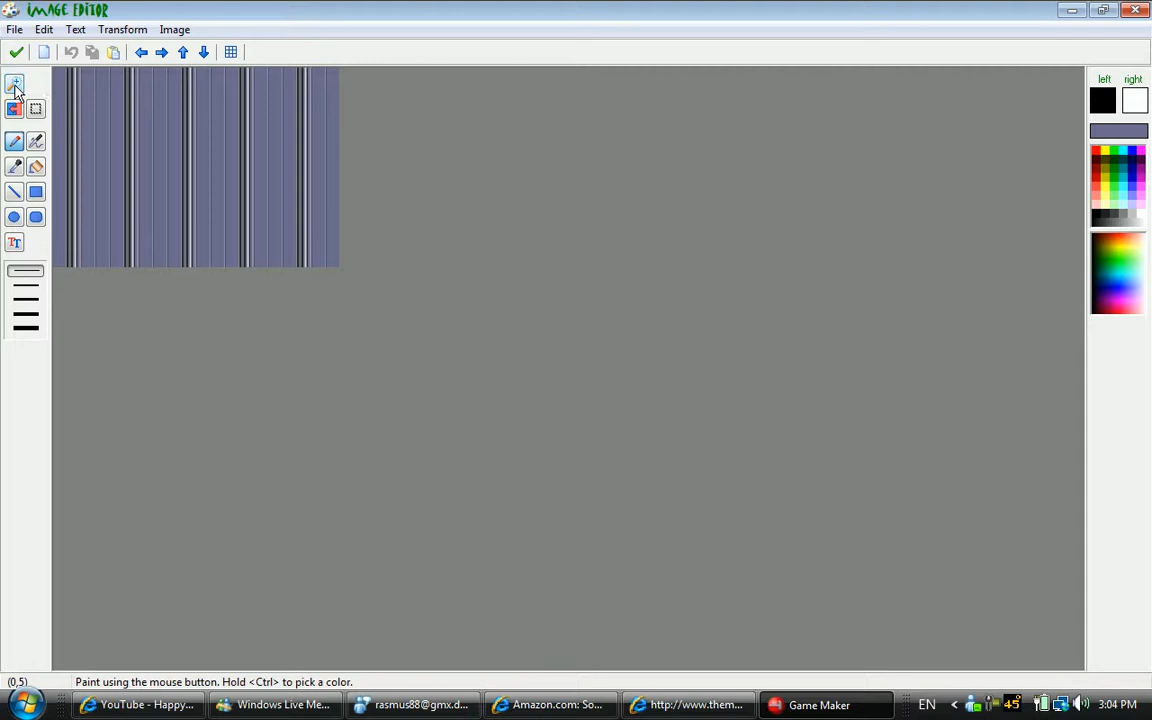 IMAGE EDITOR
File Edit Text Transform Image
left right
(0,5) Paint using the mouse button. Hold <Ctrl> to pick a color.
YouTube - Happy... Windows Live Me... rasmus88@gmx.d... Amazon.com: So... http://www.them... Game Maker EN 45 3:04 PM